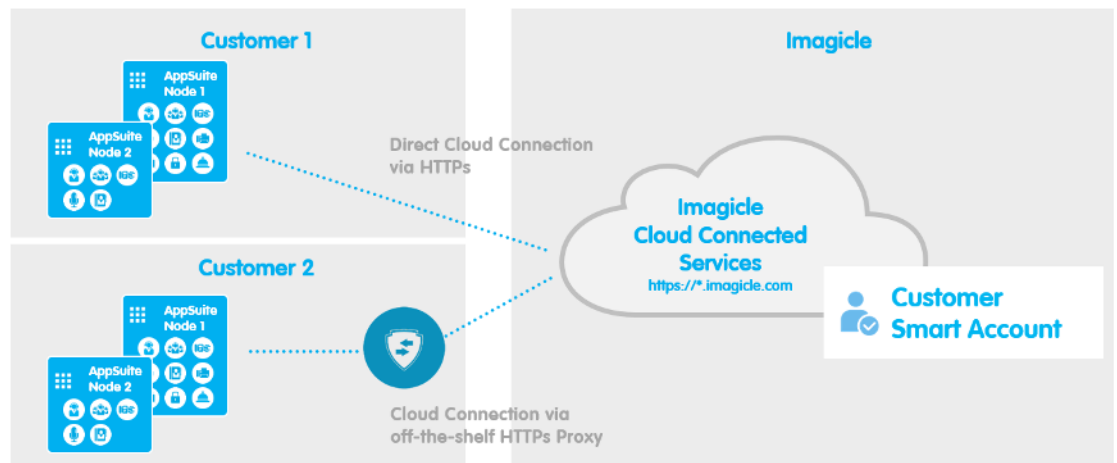 Customer 1
AppSuite
Node 1
AppSuite
Node 2
Direct Cloud Connection
via HTTPs
Customer 2
AppSuite
Node 1
AppSuite
Node 2
Cloud Connection via
off-the-shelf HTTPs Proxy
Imagicle
Imagicle
Cloud Connected
Services
https://*.imagicle.com
Customer
Smart Account